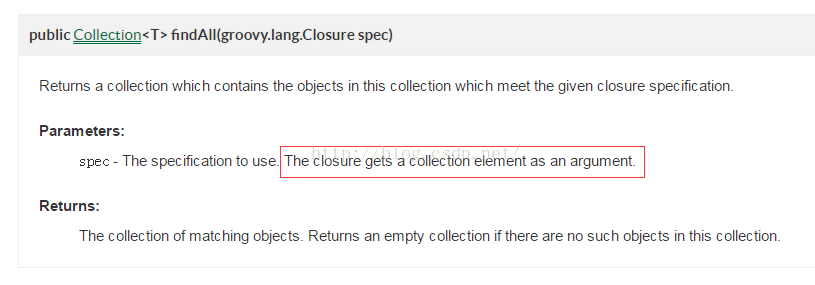 public Collection<T> findAll(groovy.lang.Closure spec)
Returns a collection which contains the objects in this collection which meet the given closure specification.
Parameters:
spec - The specification to use. The closure gets a collection element as an argument.
http://blog.csdn.net/
Returns:
The collection of matching objects. Returns an empty collection if there are no such objects in this collection.